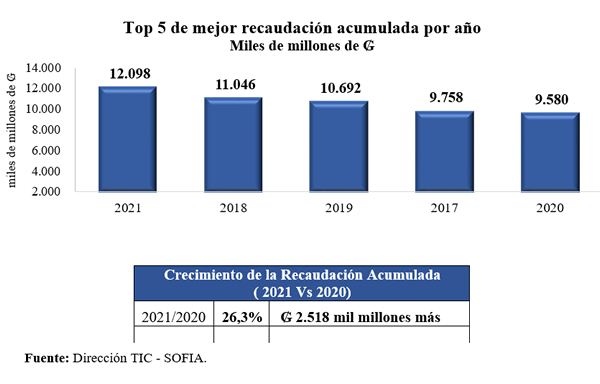 Top 5 de mejor recaudación acumulada por año
Miles de millones de ₲
miles de millones de ₲
14.000
12.000
10.000
8.000
6.000
4.000
2.000
12.098
11.046
10.692
9.758
9.580
2021
2018
2019
2017
2020
Crecimiento de la Recaudación Acumulada
( 2021 Vs 2020)
2021/2020 26,3% ₲ 2.518 mil millones más
Fuente: Dirección TIC - SOFIA.